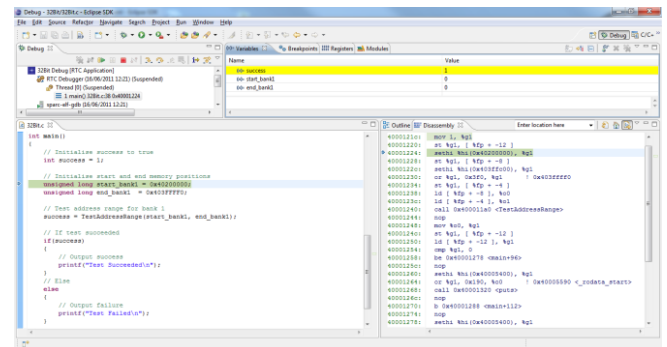 Debug - 32Bit/32Bit.c - Eclipse SDK
File Edit Source Refactor Navigate Search Project Run Window Help
Debug C/C++
Debug
32Bit Debug [RTC Application]
RTC Debugger (16/06/2011 12:21) (Suspended)
Thread [0] (Suspended)
1 main() 32Bit.c:38 0x40001224
sparc-elf-gdb (16/06/2011 12:21)
Variables Breakpoints Registers Modules
Name Value
success 1
start_bank1 0
end_bank1 0
32Bit.c
int main()
{
// Initialise success to true
int success = 1;
// Initialise start and end memory positions
unsigned long start_bank1 = 0x40200000;
unsigned long end_bank1 = 0x403FFFF0;
// Test address range for bank 1
success = TestAddressRange(start_bank1, end_bank1);
// If test succeeded
if(success)
{
// Output success
printf("Test Succeeded\n");
}
// Else
else
{
// Output failure
printf("Test Failed\n");
}
Outline Disassembly Enter location here
4000121c: mov 1, %g1
40001220: st %g1, [ %fp + -12 ]
40001224: sethi %hi(0x40200000), %g1
40001228: st %g1, [ %fp + -8 ]
4000122c: sethi %hi(0x403ffc00), %g1
40001230: or %g1, 0x3f0, %g1 ! 0x403ffff0
40001234: st %g1, [ %fp + -4 ]
40001238: ld [ %fp + -8 ], %o0
4000123c: ld [ %fp + -4 ], %o1
40001240: call 0x400011a0 <TestAddressRange>
40001244: nop
40001248: mov %o0, %g1
4000124c: st %g1, [ %fp + -12 ]
40001250: ld [ %fp + -12 ], %g1
40001254: cmp %g1, 0
40001258: be 0x40001278 <main+96>
4000125c: nop
40001260: sethi %hi(0x40005400), %g1
40001264: or %g1, 0x190, %o0 ! 0x40005590 <_rodata_start>
40001268: call 0x40001320 <puts>
4000126c: nop
40001270: b 0x40001288 <main+112>
40001274: nop
40001278: sethi %hi(0x40005400), %g1